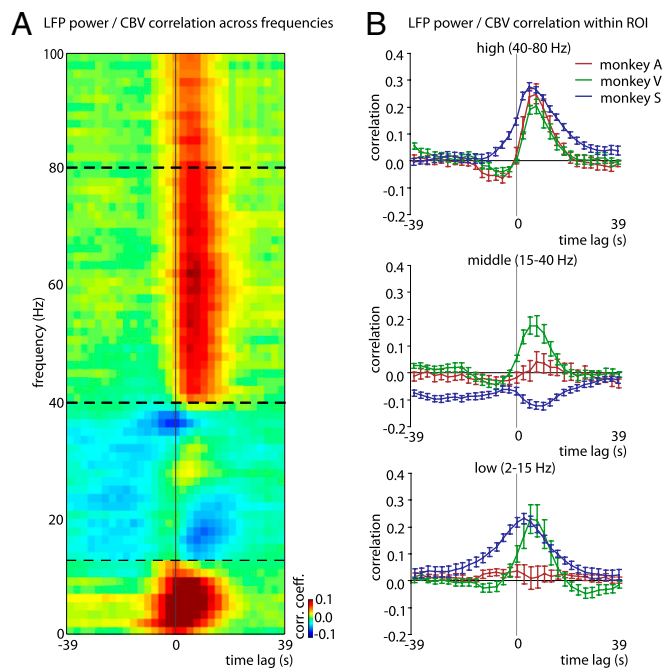 A
LFP power / CBV correlation across frequencies
100
80
60
40
20
0
frequency (Hz)
-39
0
39
time lag (s)
corr. coeff.
0.1
0.0
-0.1
B
LFP power / CBV correlation within ROI
high (40-80 Hz)
monkey A
monkey V
monkey S
0.4
0.3
0.2
0.1
0.0
-0.1
-0.2
correlation
-39
0
39
time lag (s)
middle (15-40 Hz)
0.4
0.3
0.2
0.1
0.0
-0.1
-0.2
correlation
-39
0
39
time lag (s)
low (2-15 Hz)
0.4
0.3
0.2
0.1
0.0
-0.1
-0.2
correlation
-39
0
39
time lag (s)